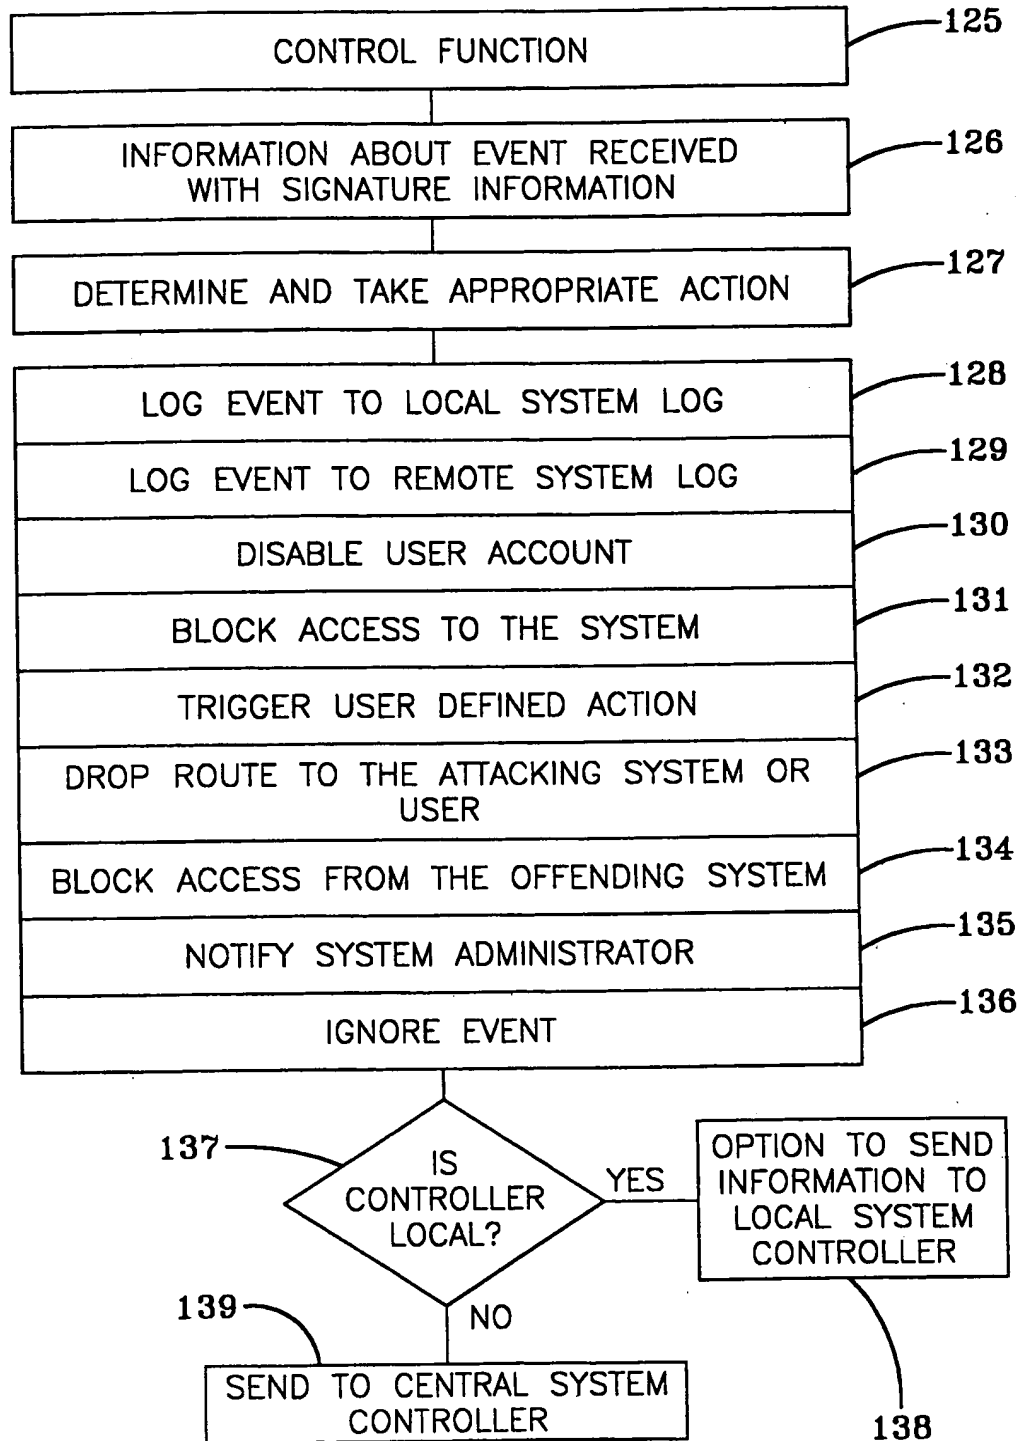 CONTROL FUNCTION
125
INFORMATION ABOUT EVENT RECEIVED
WITH SIGNATURE INFORMATION
126
DETERMINE AND TAKE APPROPRIATE ACTION
127
LOG EVENT TO LOCAL SYSTEM LOG
128
LOG EVENT TO REMOTE SYSTEM LOG
129
DISABLE USER ACCOUNT
130
BLOCK ACCESS TO THE SYSTEM
131
TRIGGER USER DEFINED ACTION
132
DROP ROUTE TO THE ATTACKING SYSTEM OR
USER
133
BLOCK ACCESS FROM THE OFFENDING SYSTEM
134
NOTIFY SYSTEM ADMINISTRATOR
135
IGNORE EVENT
136
137
IS
CONTROLLER
LOCAL?
YES
OPTION TO SEND
INFORMATION TO
LOCAL SYSTEM
CONTROLLER
138
NO
139
SEND TO CENTRAL SYSTEM
CONTROLLER